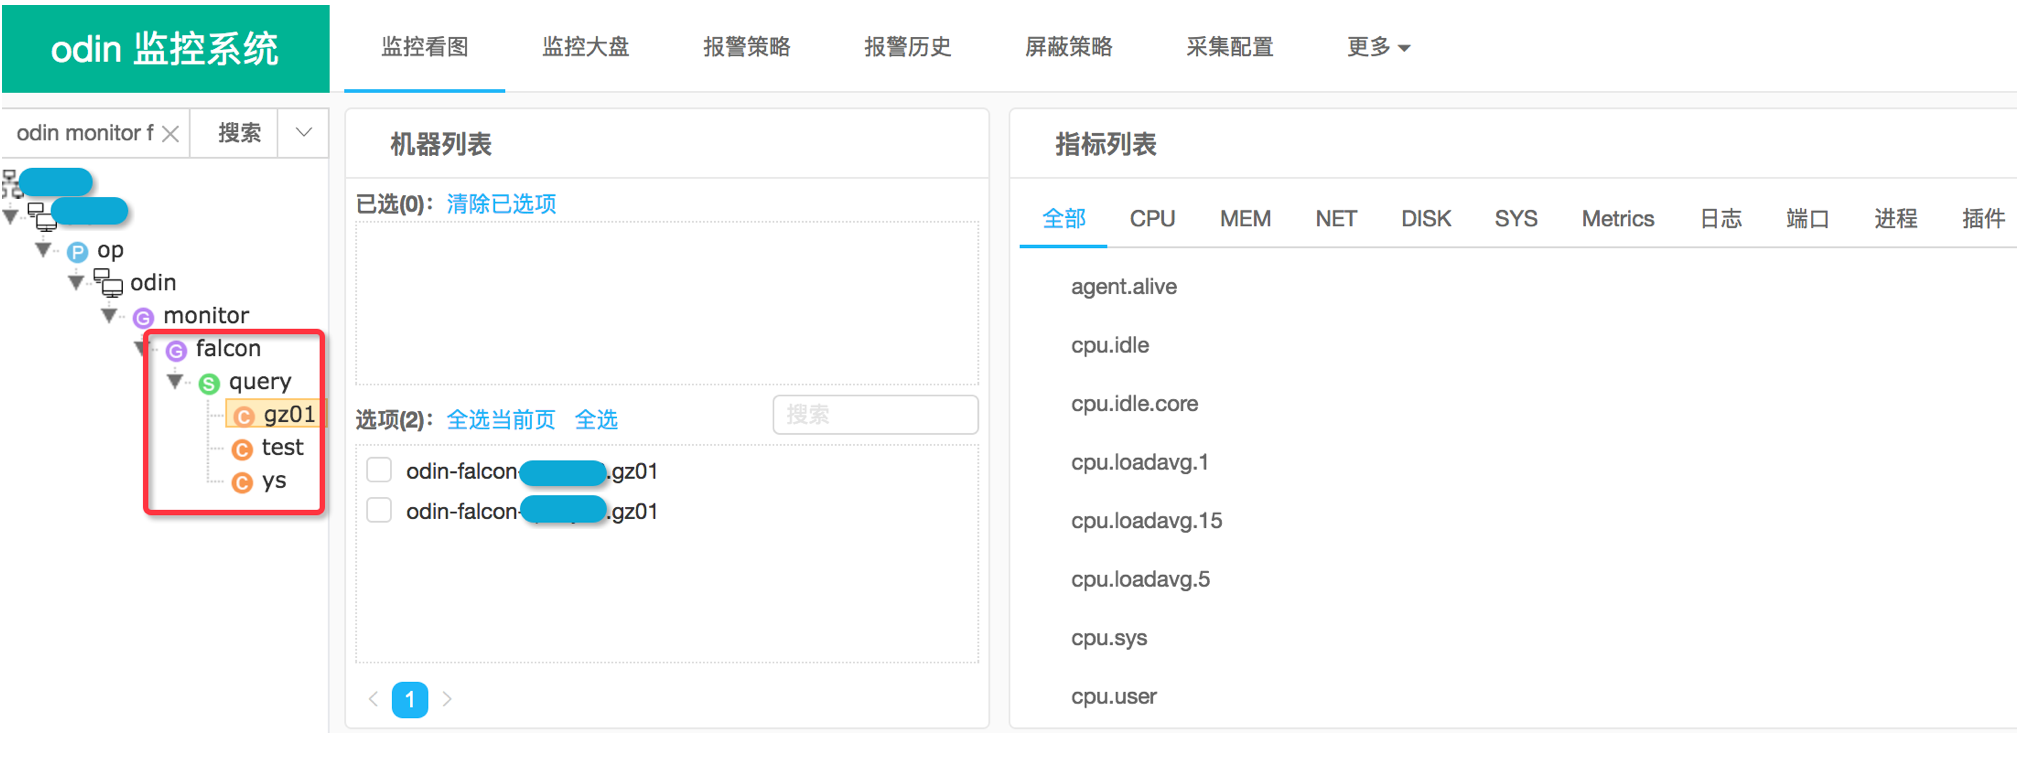 odin 监控系统
监控看图 监控大盘 报警策略 报警历史 屏蔽策略 采集配置 更多
odin monitor f 搜索
P op
odin
G monitor
G falcon
S query
C gz01
C test
C ys
机器列表
已选(0): 清除已选项
选项(2): 全选当前页 全选 搜索
odin-falcon- .gz01
odin-falcon- .gz01
1
指标列表
全部 CPU MEM NET DISK SYS Metrics 日志 端口 进程 插件
agent.alive
cpu.idle
cpu.idle.core
cpu.loadavg.1
cpu.loadavg.15
cpu.loadavg.5
cpu.sys
cpu.user